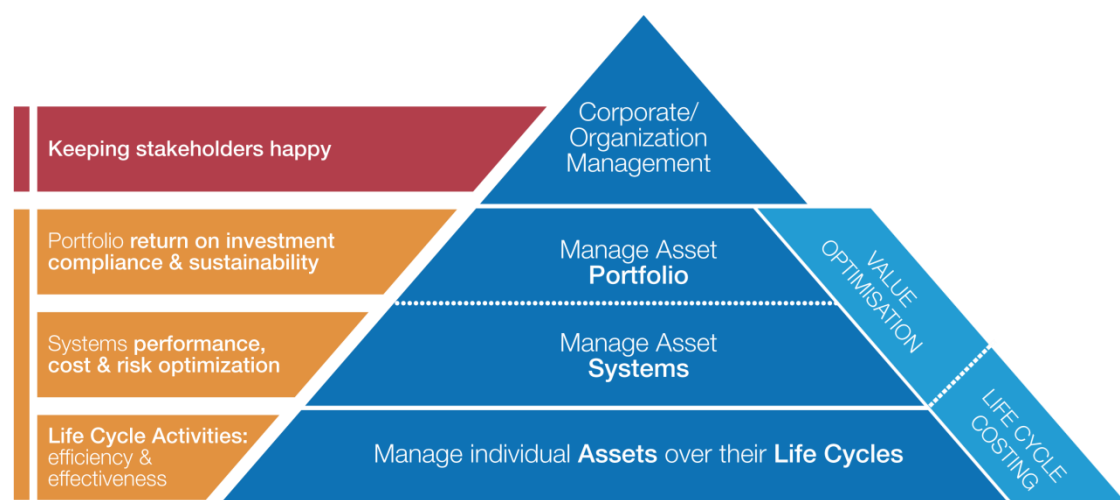 Keeping stakeholders happy
Corporate/
Organization
Management
Portfolio return on investment
compliance & sustainability
Manage Asset
Portfolio
VALUE
OPTIMISATION
Systems performance,
cost & risk optimization
Manage Asset
Systems
Life Cycle Activities:
efficiency &
effectiveness
Manage individual Assets over their Life Cycles
LIFE CYCLE
COSTING